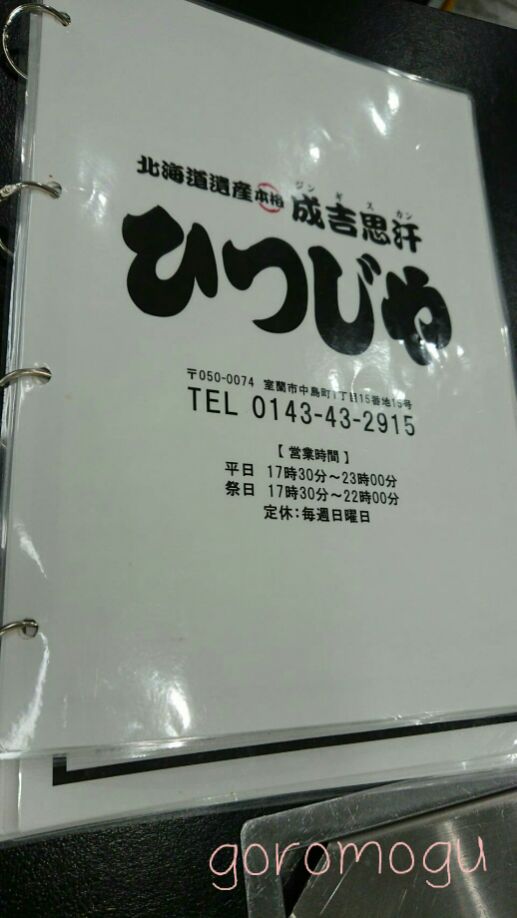 北海道遺産 本格 成吉思汗
ジンギスカン
ひつじや
〒050-0074 室蘭市中島町1丁目15番地15号
TEL 0143-43-2915
【 営業時間 】
平日 17時30分～23時00分
祭日 17時30分～22時00分
定休：毎週日曜日
goromogu